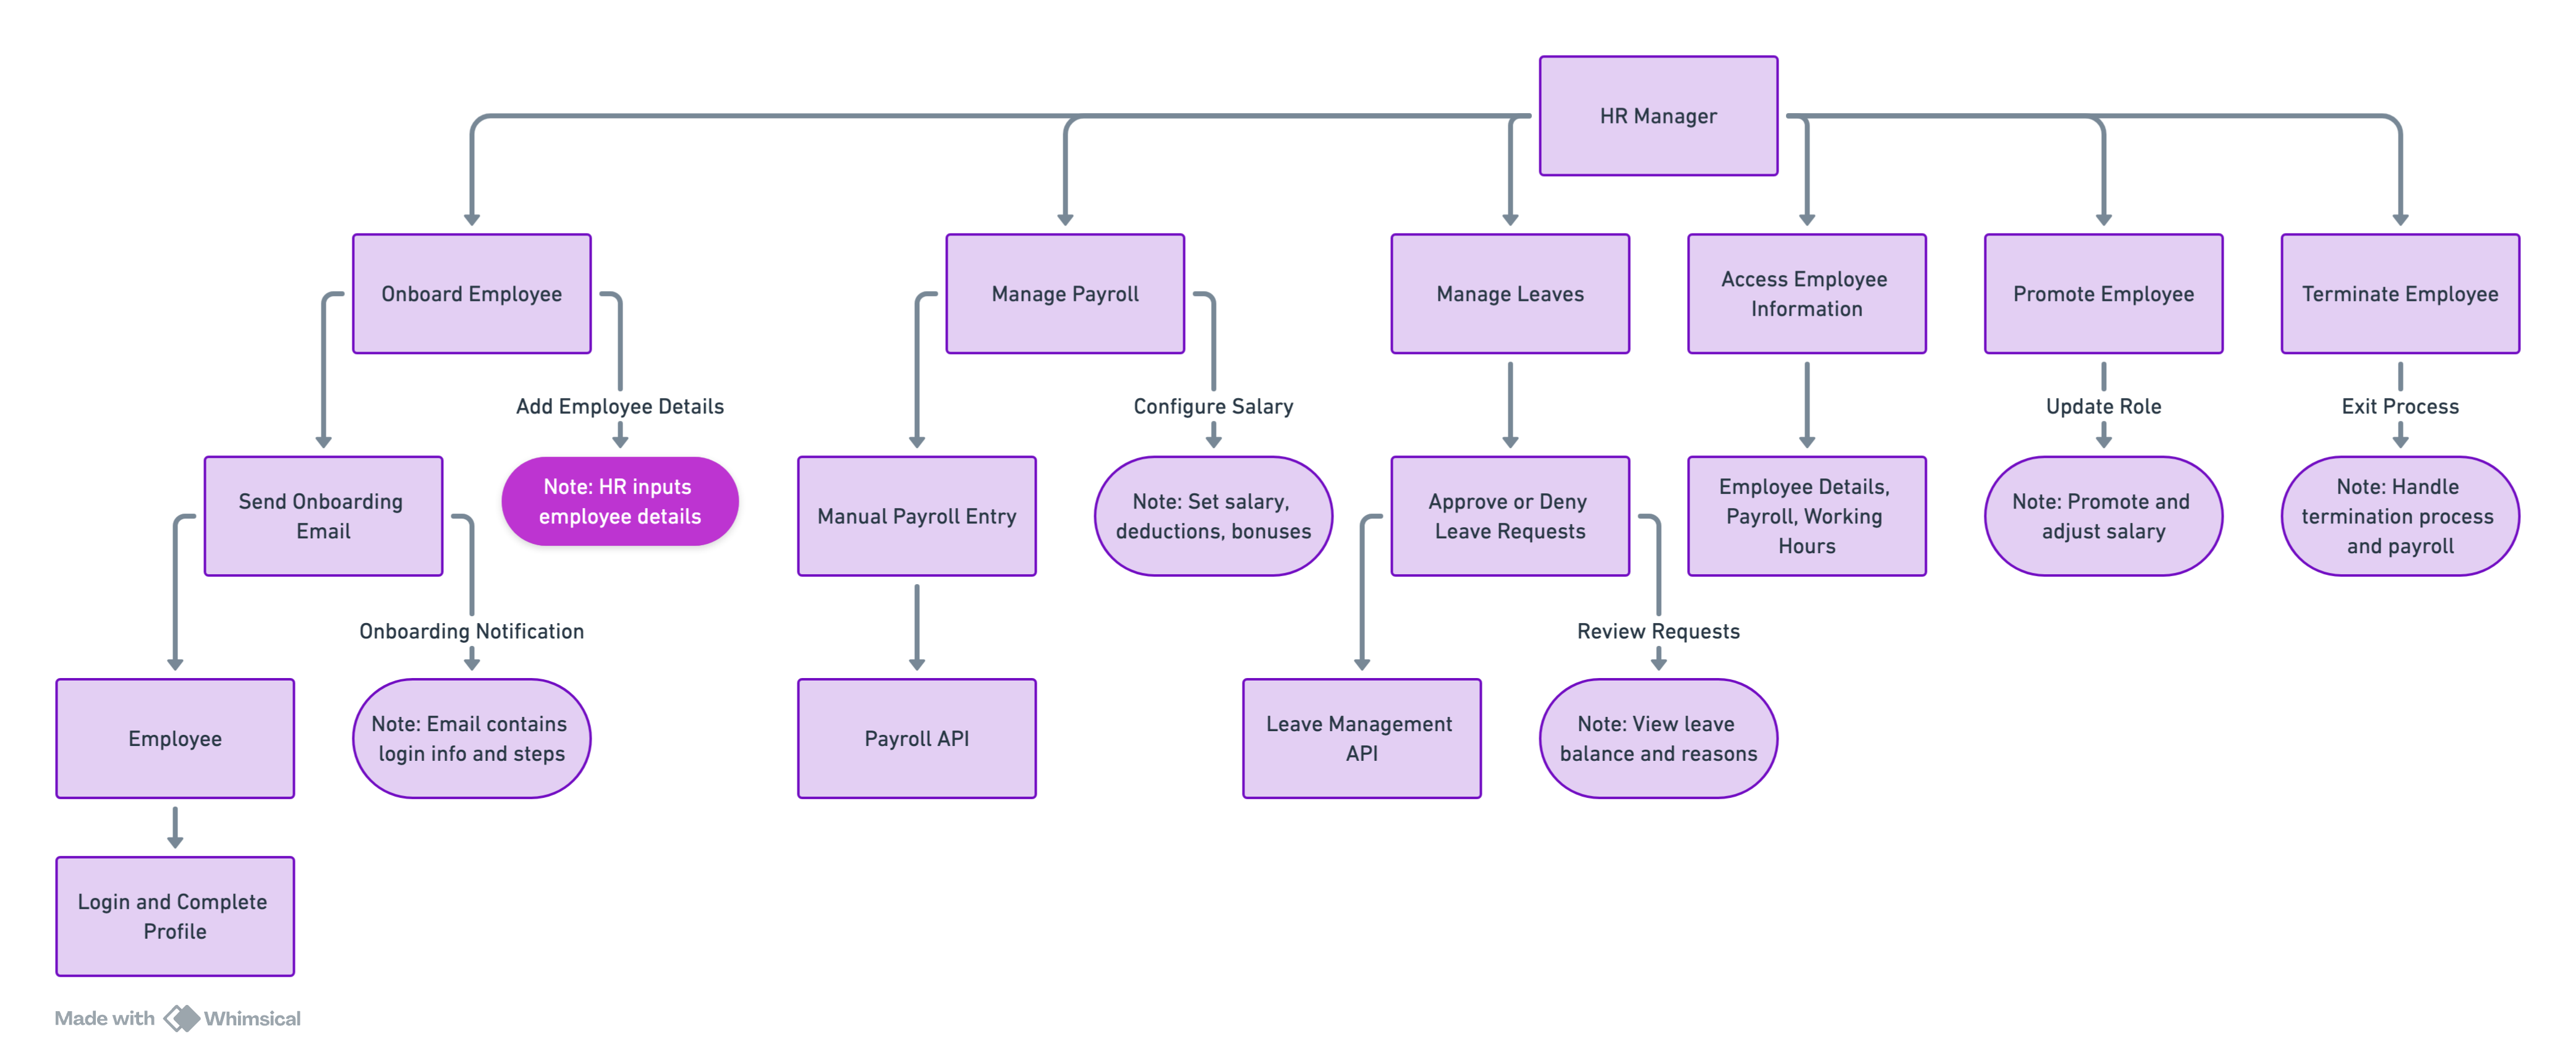 HR Manager
Onboard Employee
Manage Payroll
Manage Leaves
Access Employee
Information
Promote Employee
Terminate Employee
Add Employee Details
Configure Salary
Update Role
Exit Process
Send Onboarding
Email
Note: HR inputs
employee details
Manual Payroll Entry
Note: Set salary,
deductions, bonuses
Approve or Deny
Leave Requests
Employee Details,
Payroll, Working
Hours
Note: Promote and
adjust salary
Note: Handle
termination process
and payroll
Onboarding Notification
Review Requests
Employee
Note: Email contains
login info and steps
Payroll API
Leave Management
API
Note: View leave
balance and reasons
Login and Complete
Profile
Made with Whimsical